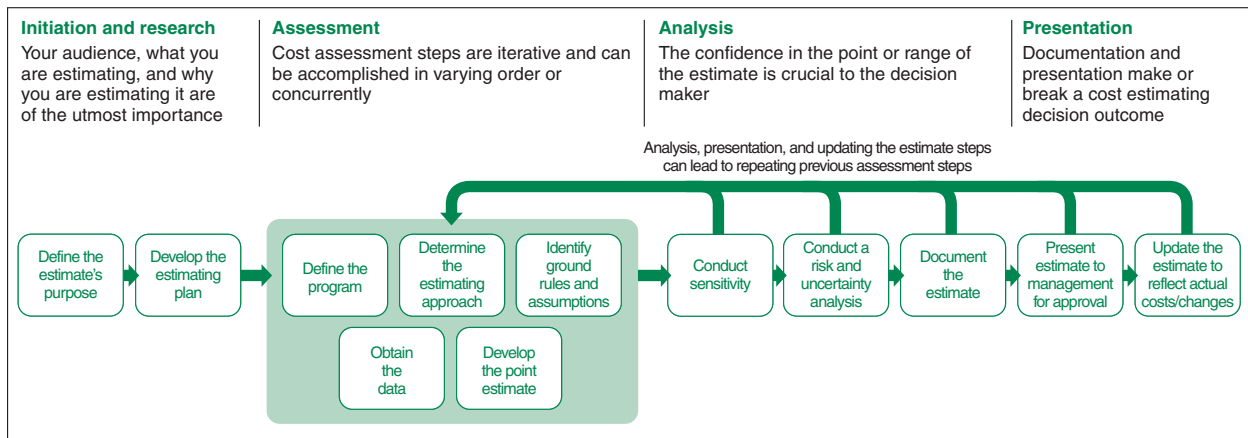 Initiation and research
Your audience, what you
are estimating, and why
you are estimating it are
of the utmost importance
Assessment
Cost assessment steps are iterative and can
be accomplished in varying order or
concurrently
Analysis
The confidence in the point or range of
the estimate is crucial to the decision
maker
Presentation
Documentation and
presentation make or
break a cost estimating
decision outcome
Analysis, presentation, and updating the estimate steps
can lead to repeating previous assessment steps
Define the
estimate's
purpose
Develop the
estimating
plan
Define the
program
Determine
the
estimating
approach
Identify
ground
rules and
assumptions
Obtain
the
data
Develop
the point
estimate
Conduct
sensitivity
Conduct a
risk and
uncertainty
analysis
Document
the
estimate
Present
estimate to
management
for approval
Update the
estimate to
reflect actual
costs/changes